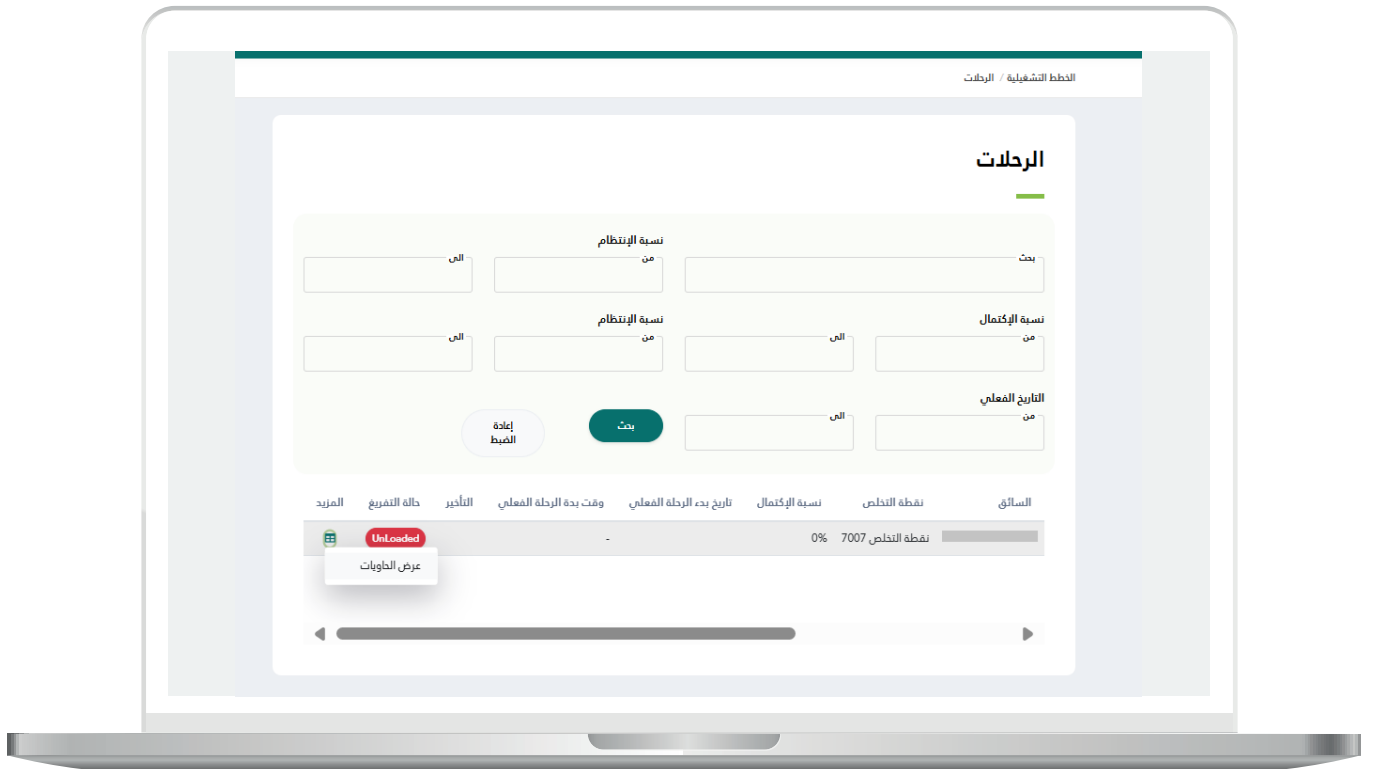 الخطط التشغيلية / الرحلات
الرحلات
نسبة الإنتظام
بحث من الى
نسبة الإكتمال نسبة الإنتظام
من الى من الى
التاريخ الفعلي
من الى
بحث
إعادة
الضبط
السائق نقطة التخلص نسبة الإكتمال تاريخ بدء الرحلة الفعلي وقت بدة الرحلة الفعلي التأخير حالة التفريغ المزيد
نقطة التخلص 7007 0% - UnLoaded
عرض الحاويات